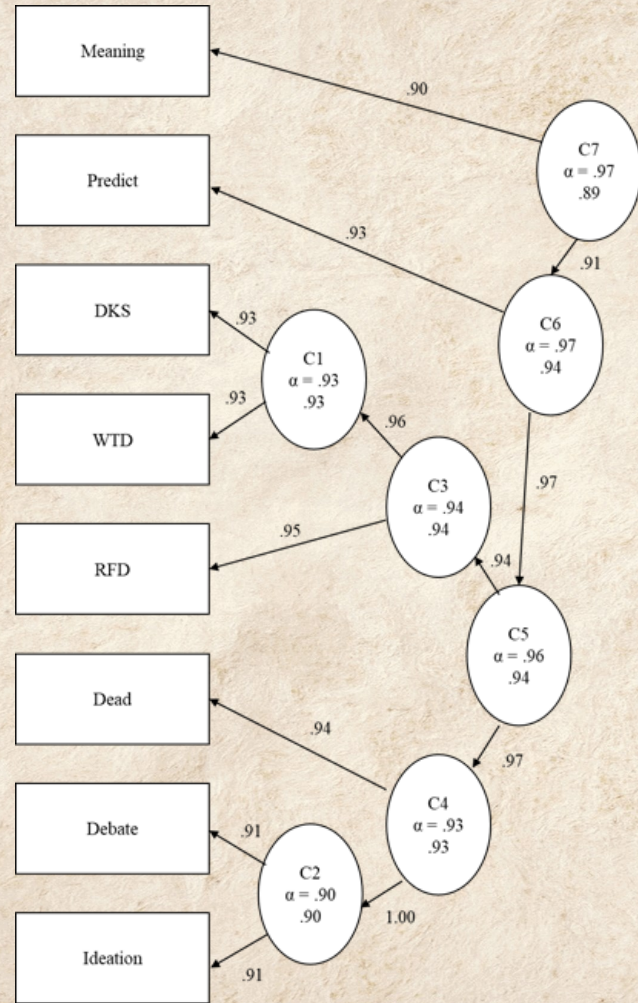 Meaning
.90
C7
α = .97
.89
Predict
.93
.91
C6
α = .97
.94
DKS
.93
C1
α = .93
.93
.93
WTD
.96
C3
α = .94
.94
.97
.95
RFD
.94
C5
α = .96
.94
Dead
.94
.97
C4
α = .93
.93
Debate
.91
C2
α = .90
.90
1.00
Ideation
.91